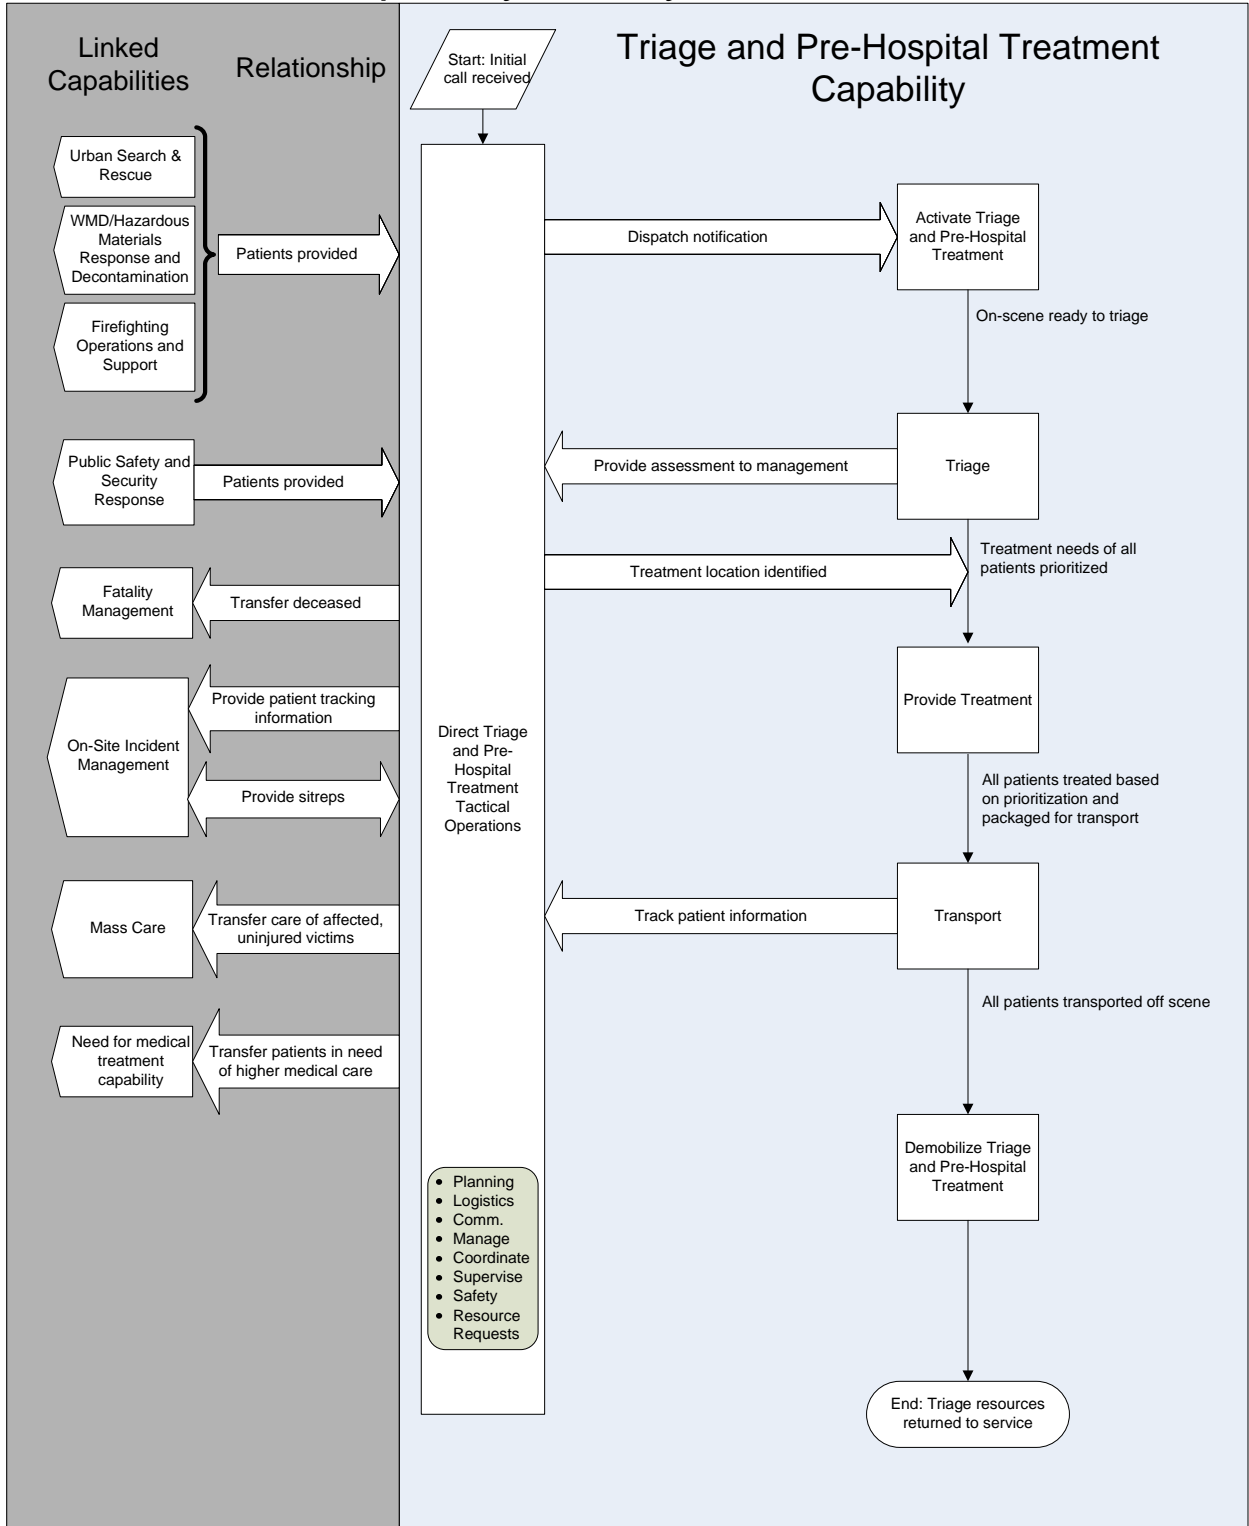 Linked
Capabilities
Relationship
Triage and Pre-Hospital Treatment
Capability
Start: Initial
call received
Urban Search &
Rescue
WMD/Hazardous
Materials
Response and
Decontamination
Firefighting
Operations and
Support
Patients provided
Dispatch notification
Activate Triage
and Pre-Hospital
Treatment
On-scene ready to triage
Public Safety and
Security
Response
Patients provided
Provide assessment to management
Triage
Treatment location identified
Treatment needs of all
patients prioritized
Fatality
Management
Transfer deceased
Provide patient tracking
information
On-Site Incident
Management
Provide sitreps
Direct Triage
and Pre-
Hospital
Treatment
Tactical
Operations
Provide Treatment
All patients treated based
on prioritization and
packaged for transport
Mass Care
Transfer care of affected,
uninjured victims
Track patient information
Transport
All patients transported off scene
Need for medical
treatment
capability
Transfer patients in need
of higher medical care
Demobilize Triage
and Pre-Hospital
Treatment
• Planning
• Logistics
• Comm.
• Manage
• Coordinate
• Supervise
• Safety
• Resource
Requests
End: Triage resources
returned to service